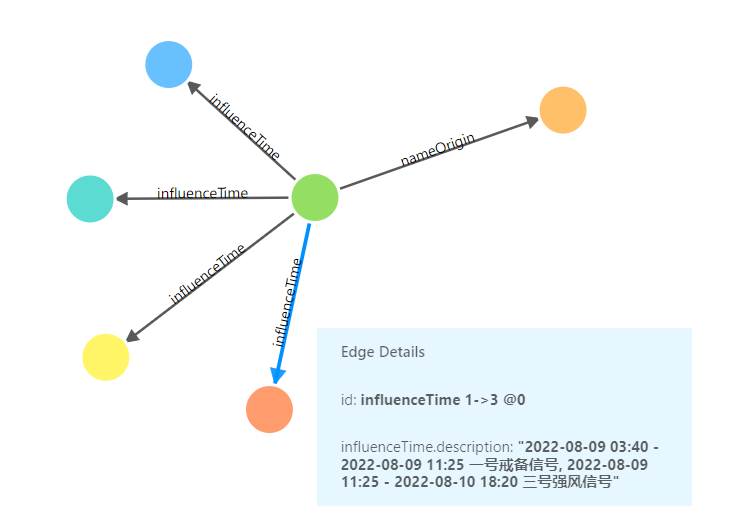 influenceTime
nameOrigin
influenceTime
influenceTime
influenceTime
Edge Details
id: influenceTime 1->3 @0
influenceTime.description: "2022-08-09 03:40 -
2022-08-09 11:25 一号戒备信号, 2022-08-09
11:25 - 2022-08-10 18:20 三号强风信号"